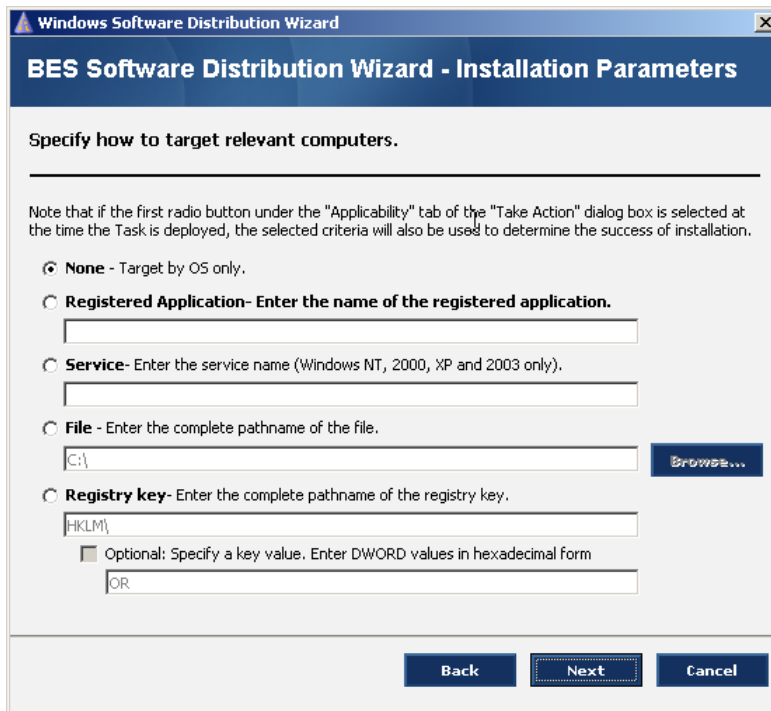 Windows Software Distribution Wizard
BES Software Distribution Wizard - Installation Parameters
Specify how to target relevant computers.
Note that if the first radio button under the "Applicability" tab of the "Take Action" dialog box is selected at
the time the Task is deployed, the selected criteria will also be used to determine the success of installation.
None - Target by OS only.
Registered Application- Enter the name of the registered application.
Service- Enter the service name (Windows NT, 2000, XP and 2003 only).
File - Enter the complete pathname of the file.
C:\
Browse...
Registry key- Enter the complete pathname of the registry key.
HKLM\
Optional: Specify a key value. Enter DWORD values in hexadecimal form
OR
Back Next Cancel